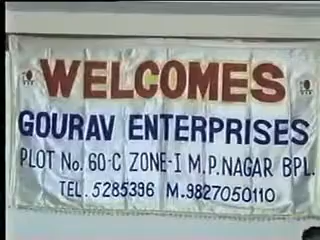 WELCOMES
GOURAV ENTERPRISES
PLOT No. 60-C ZONE-I M.P.NAGAR BPL.
TEL. 5285396 M.9827050110